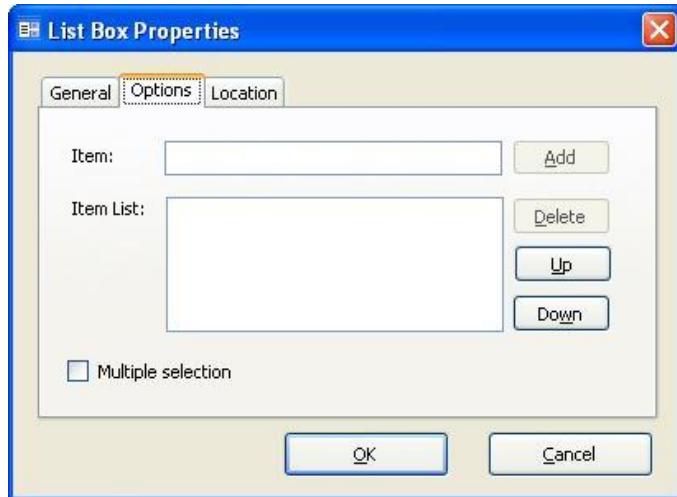 List Box Properties
General Options Location
Item: Add
Item List: Delete
Up
Down
Multiple selection
OK Cancel